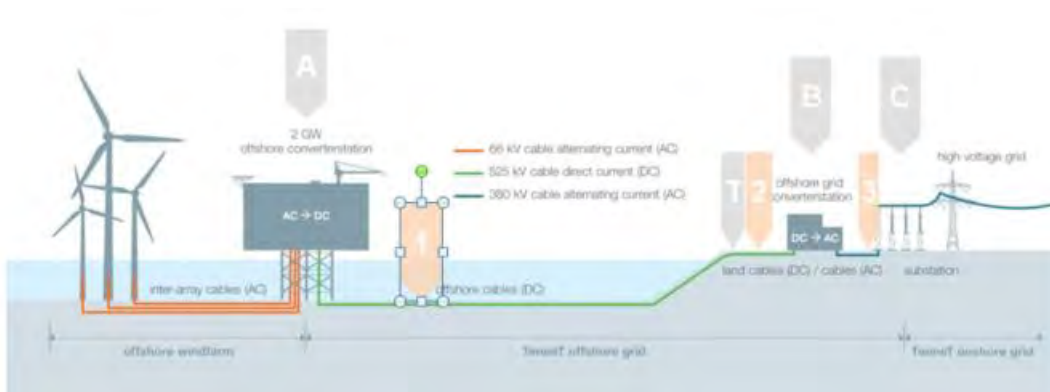 A
2 GW
offshore converterstation
AC → DC
1
66 kV cable alternating current (AC)
525 kV cable direct current (DC)
380 kV cable alternating current (AC)
T
2
B
offshore grid
converterstation
DC → AC
3
C
high-voltage grid
inter-array cables (AC)
offshore cables (DC)
land cables (DC) / cables (AC)
substation
offshore windfarm
TenneT offshore grid
TenneT onshore grid